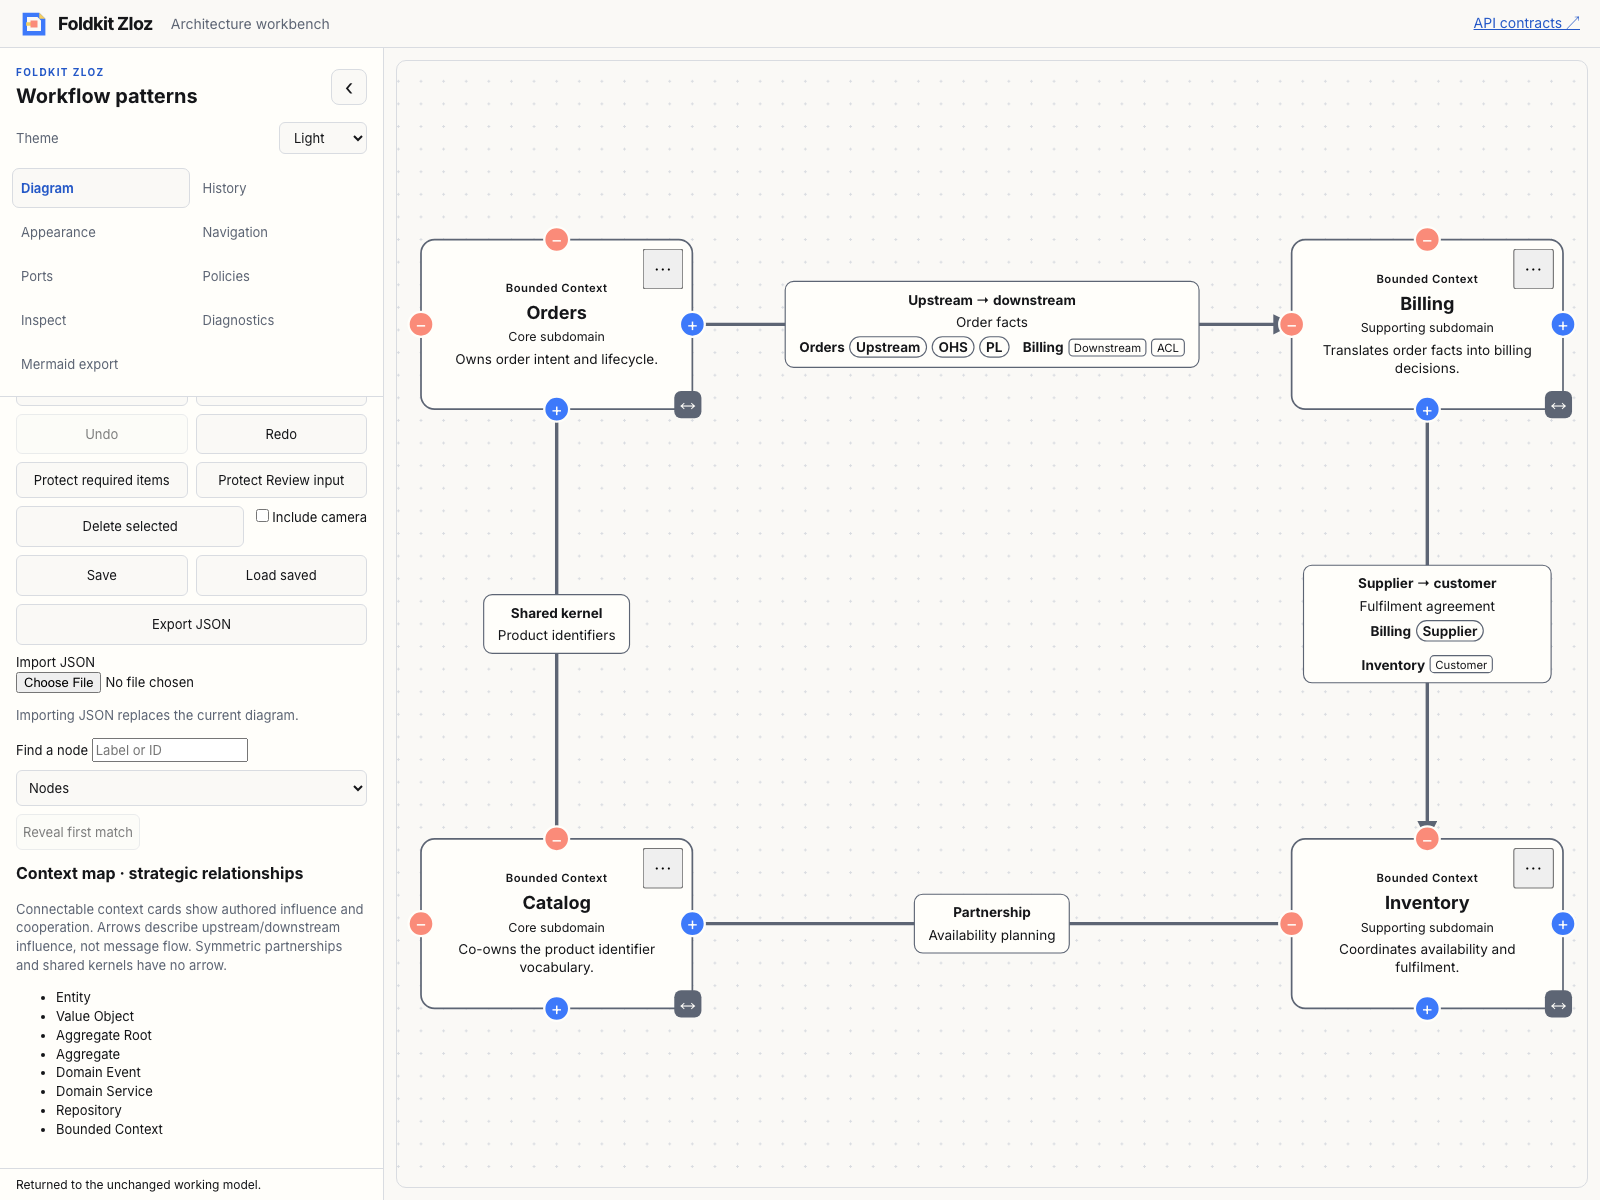 Foldkit Zloz
Architecture workbench
API contracts ↗
FOLDKIT ZLOZ
Workflow patterns
Theme
Light
Diagram
History
Appearance
Navigation
Ports
Policies
Inspect
Diagnostics
Mermaid export
Undo
Redo
Protect required items
Protect Review input
Delete selected
Include camera
Save
Load saved
Export JSON
Import JSON
Choose File No file chosen
Importing JSON replaces the current diagram.
Find a node Label or ID
Nodes
Reveal first match
Context map · strategic relationships
Connectable context cards show authored influence and
cooperation. Arrows describe upstream/downstream
influence, not message flow. Symmetric partnerships
and shared kernels have no arrow.
• Entity
• Value Object
• Aggregate Root
• Aggregate
• Domain Event
• Domain Service
• Repository
• Bounded Context
Returned to the unchanged working model.
Bounded Context
Orders
Core subdomain
Owns order intent and lifecycle.
Upstream → downstream
Order facts
Orders Upstream OHS PL Billing Downstream ACL
Bounded Context
Billing
Supporting subdomain
Translates order facts into billing
decisions.
Shared kernel
Product identifiers
Supplier → customer
Fulfilment agreement
Billing Supplier
Inventory Customer
Bounded Context
Catalog
Core subdomain
Co-owns the product identifier
vocabulary.
Partnership
Availability planning
Bounded Context
Inventory
Supporting subdomain
Coordinates availability and
fulfilment.